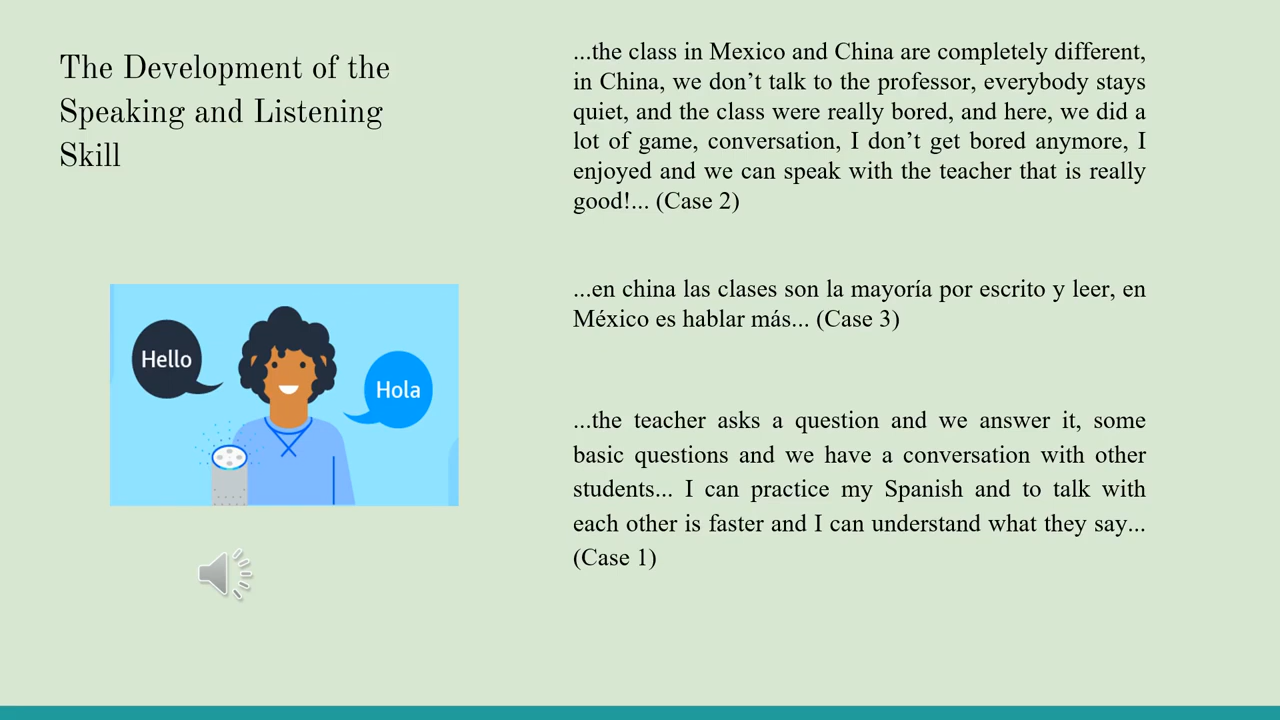 The Development of the
Speaking and Listening
Skill
Hello
Hola
...the class in Mexico and China are completely different,
in China, we don’t talk to the professor, everybody stays
quiet, and the class were really bored, and here, we did a
lot of game, conversation, I don’t get bored anymore, I
enjoyed and we can speak with the teacher that is really
good!... (Case 2)
...en china las clases son la mayoría por escrito y leer, en
México es hablar más... (Case 3)
...the teacher asks a question and we answer it, some
basic questions and we have a conversation with other
students... I can practice my Spanish and to talk with
each other is faster and I can understand what they say...
(Case 1)